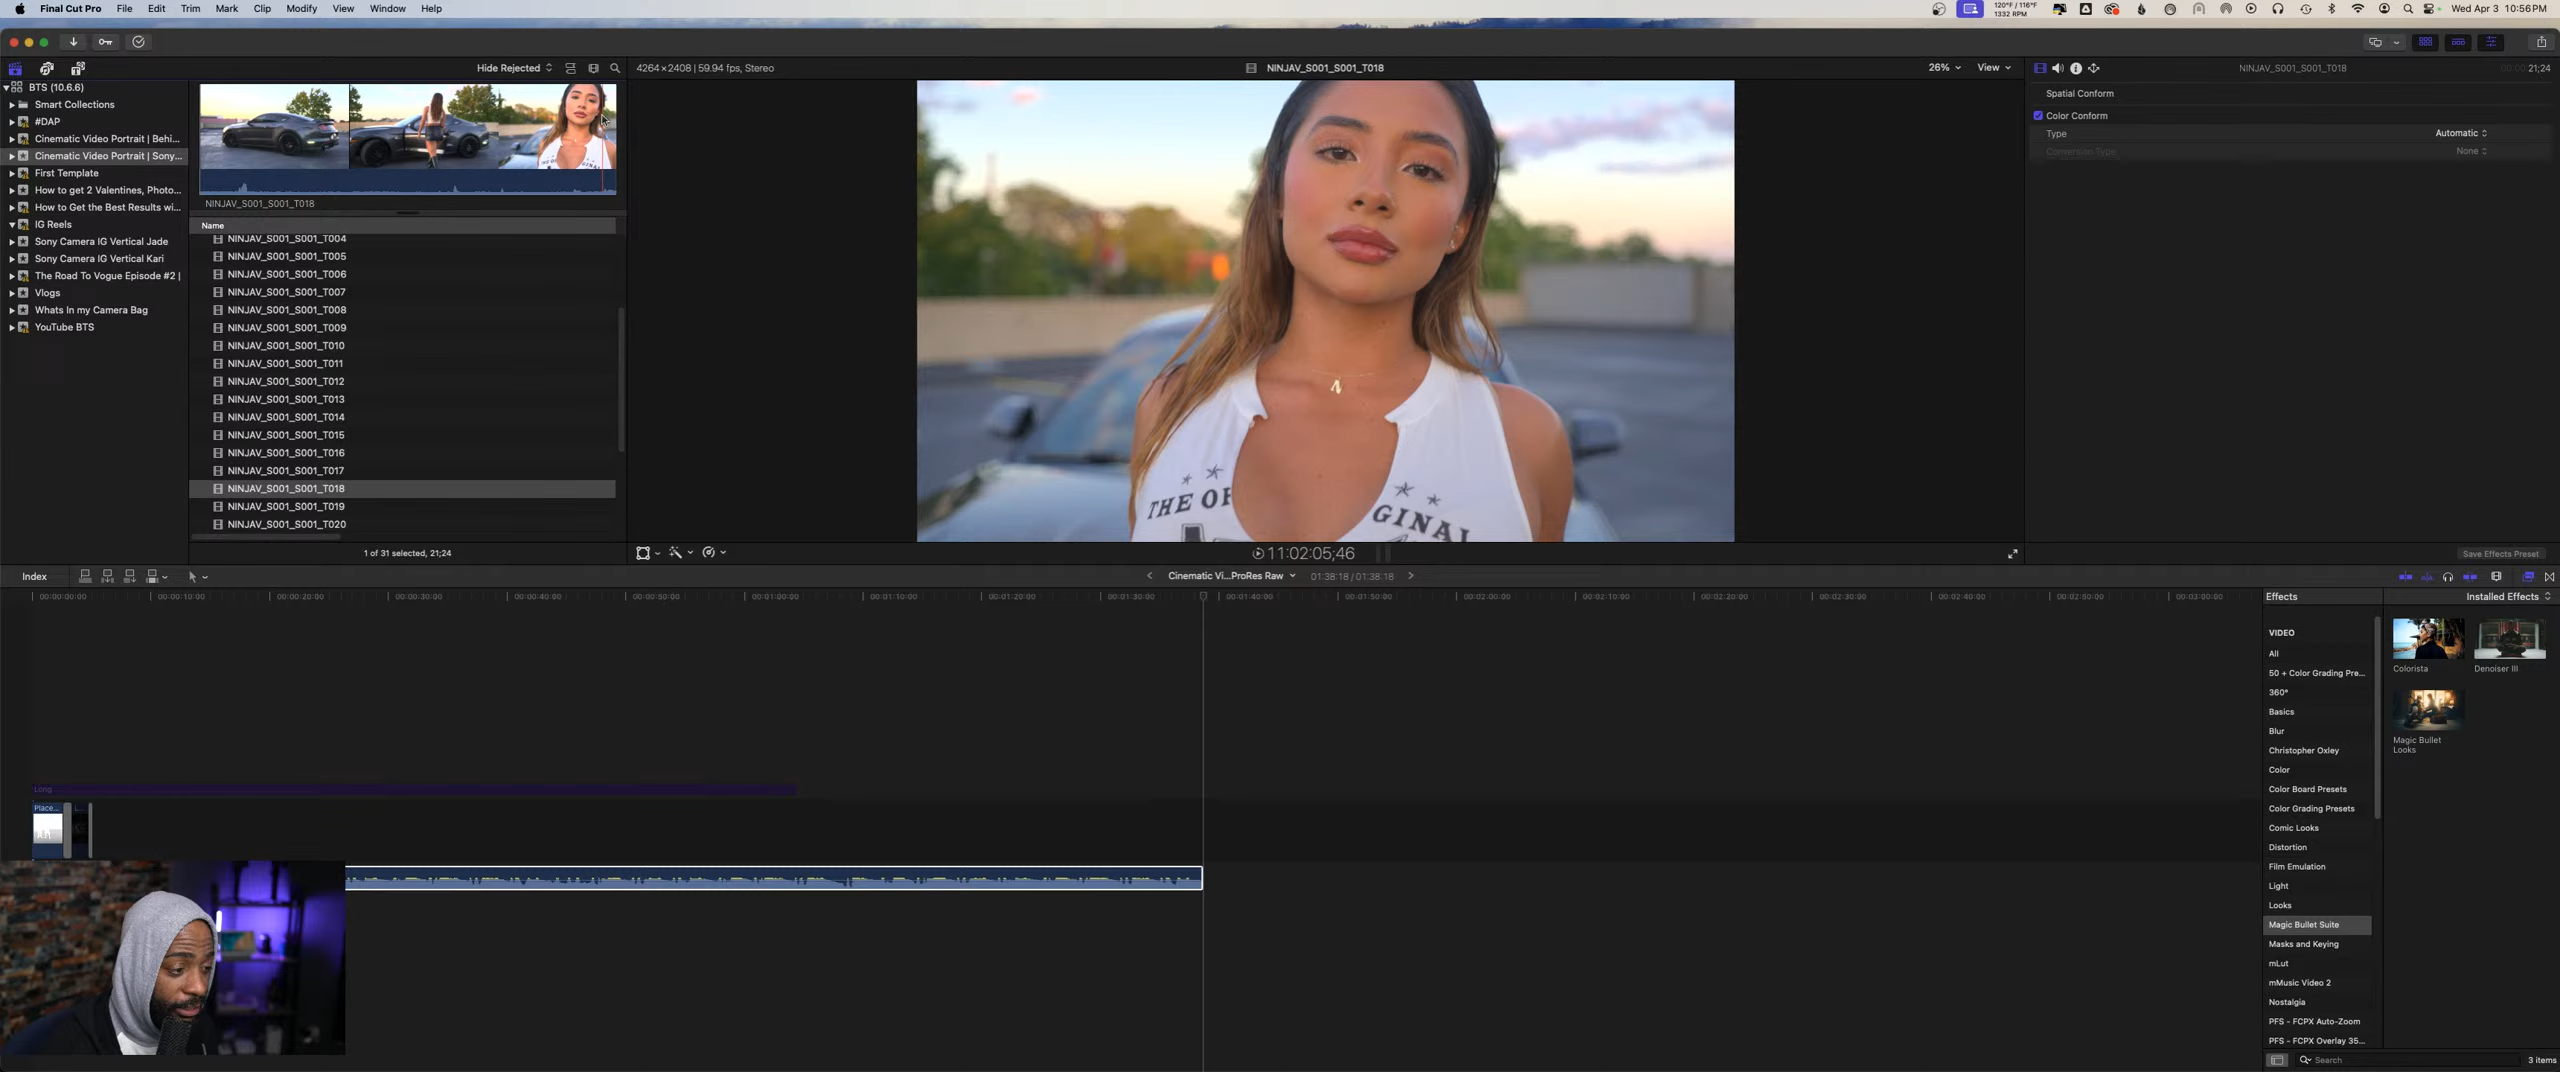 Final Cut Pro File Edit Trim Mark Clip Modify View Window Help
120°F / 116°F
1332 RPM
Wed Apr 3 10:56 PM
Hide Rejected
4264 × 2408 | 59.94 fps, Stereo
NINJAV_S001_S001_T018
26%
View
NINJAV_S001_S001_T018
21;24
BTS (10.6.6)
Smart Collections
#DAP
Cinematic Video Portrait | Behi...
Cinematic Video Portrait | Sony...
First Template
How to get 2 Valentines, Photo...
How to Get the Best Results wi...
IG Reels
Sony Camera IG Vertical Jade
Sony Camera IG Vertical Kari
The Road To Vogue Episode #2 |
Vlogs
Whats In my Camera Bag
YouTube BTS
NINJAV_S001_S001_T018
Name
NINJAV_S001_S001_T004
NINJAV_S001_S001_T005
NINJAV_S001_S001_T006
NINJAV_S001_S001_T007
NINJAV_S001_S001_T008
NINJAV_S001_S001_T009
NINJAV_S001_S001_T010
NINJAV_S001_S001_T011
NINJAV_S001_S001_T012
NINJAV_S001_S001_T013
NINJAV_S001_S001_T014
NINJAV_S001_S001_T015
NINJAV_S001_S001_T016
NINJAV_S001_S001_T017
NINJAV_S001_S001_T018
NINJAV_S001_S001_T019
NINJAV_S001_S001_T020
1 of 31 selected, 21;24
N
THE OR
GINAL
11:02:05;46
Spatial Conform
Color Conform
Type
Automatic
Conversion Type
None
Save Effects Preset
Index
Cinematic Vi...ProRes Raw
01:38:18 / 01:38:18
00:00:00:00
00:00:10:00
00:00:20:00
00:00:30:00
00:00:40:00
00:00:50:00
00:01:00:00
00:01:10:00
00:01:20:00
00:01:30:00
00:01:40:00
00:01:50:00
00:02:00:00
00:02:10:00
00:02:20:00
00:02:30:00
00:02:40:00
00:02:50:00
00:03:00:00
Long
Place...
L...
Effects
Installed Effects
VIDEO
All
50 + Color Grading Pre...
360°
Basics
Blur
Christopher Oxley
Color
Color Board Presets
Color Grading Presets
Comic Looks
Distortion
Film Emulation
Light
Looks
Magic Bullet Suite
Masks and Keying
mLut
mMusic Video 2
Nostalgia
PFS - FCPX Auto-Zoom
PFS - FCPX Overlay 35...
Colorista
Denoiser III
Magic Bullet
Looks
Search
3 items